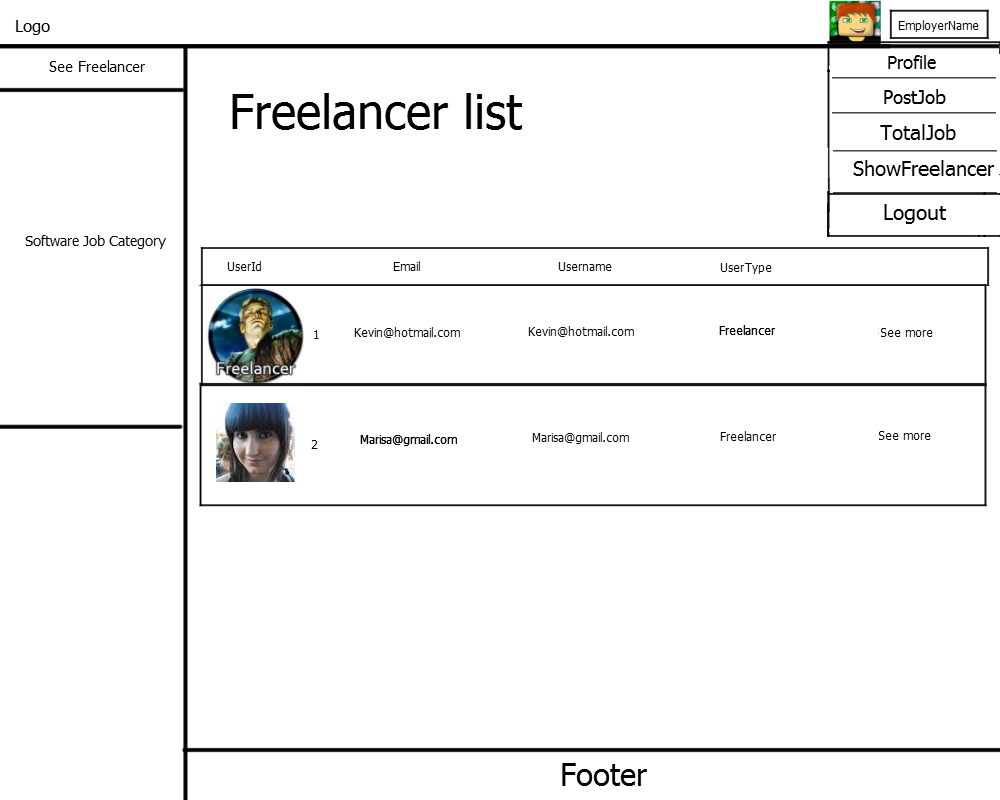 Logo
EmployerName
See Freelancer
Profile
PostJob
TotalJob
ShowFreelancer
Logout
Freelancer list
Software Job Category
UserId Email Username UserType
Freelancer
1 Kevin@hotmail.com Kevin@hotmail.com Freelancer See more
2 Marisa@gmail.com Marisa@gmail.com Freelancer See more
Footer